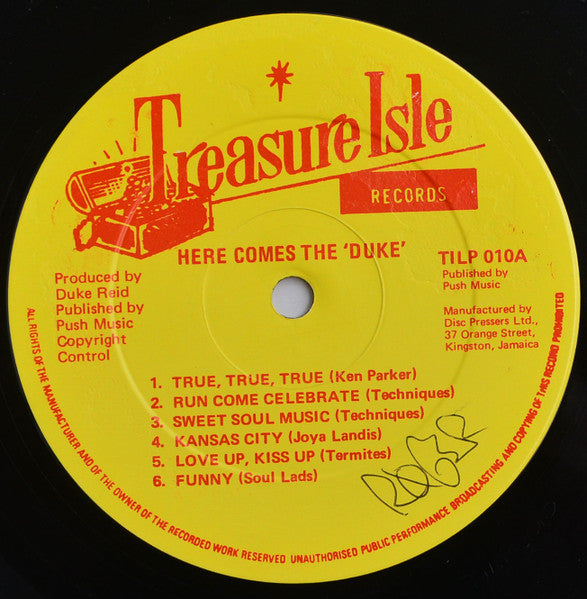 Treasure Isle
RECORDS
HERE COMES THE 'DUKE'
TILP 010A
Published by
Push Music
Produced by
Duke Reid
Published by
Push Music
Copyright
Control
Manufactured by
Disc Pressers Ltd.,
37 Orange Street,
Kingston, Jamaica
1. TRUE, TRUE, TRUE (Ken Parker)
2. RUN COME CELEBRATE (Techniques)
3. SWEET SOUL MUSIC (Techniques)
4. KANSAS CITY (Joya Landis)
5. LOVE UP, KISS UP (Termites)
6. FUNNY (Soul Lads)
ALL RIGHTS OF THE MANUFACTURER AND OF THE OWNER OF THE RECORDED WORK RESERVED UNAUTHORISED PUBLIC PERFORMANCE BROADCASTING AND COPYING OF THIS RECORD PROHIBITED